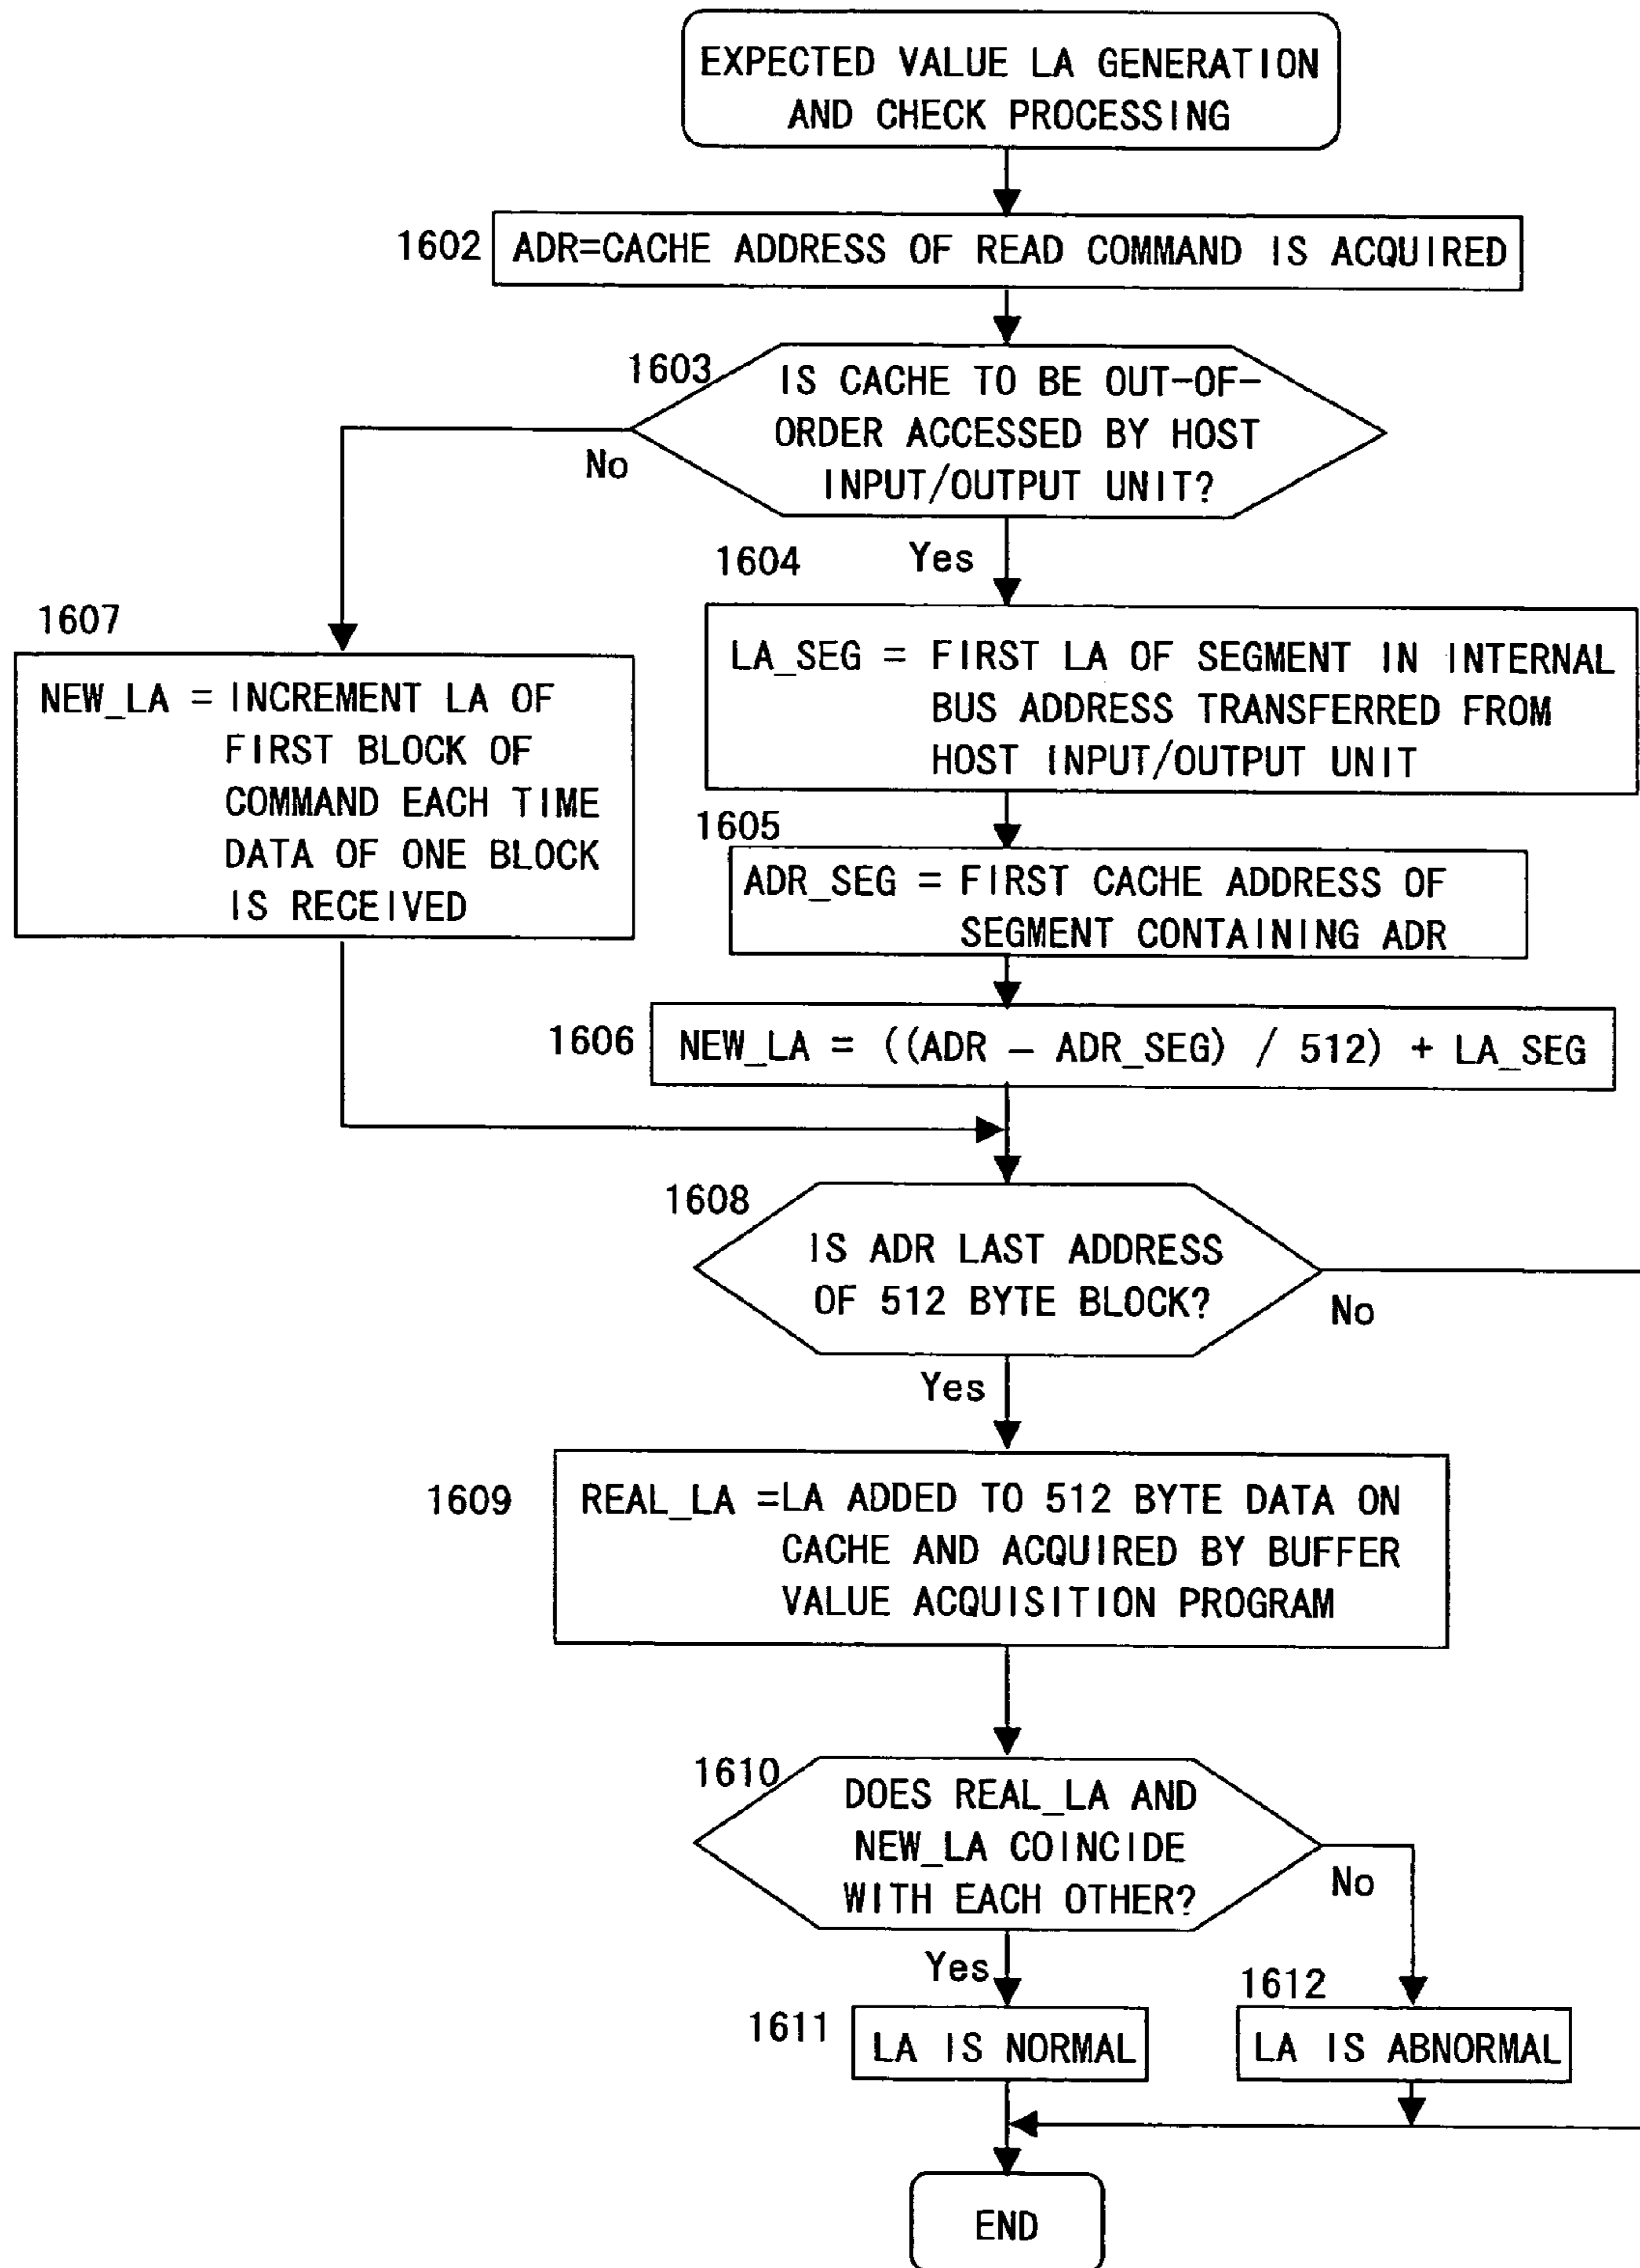 EXPECTED VALUE LA GENERATION
AND CHECK PROCESSING
1602
ADR=CACHE ADDRESS OF READ COMMAND IS ACQUIRED
1603
IS CACHE TO BE OUT-OF-
ORDER ACCESSED BY HOST
INPUT/OUTPUT UNIT?
No
Yes
1604
LA_SEG = FIRST LA OF SEGMENT IN INTERNAL
BUS ADDRESS TRANSFERRED FROM
HOST INPUT/OUTPUT UNIT
1607
NEW_LA = INCREMENT LA OF
FIRST BLOCK OF
COMMAND EACH TIME
DATA OF ONE BLOCK
IS RECEIVED
1605
ADR_SEG = FIRST CACHE ADDRESS OF
SEGMENT CONTAINING ADR
1606
NEW_LA = ((ADR - ADR_SEG) / 512) + LA_SEG
1608
IS ADR LAST ADDRESS
OF 512 BYTE BLOCK?
No
Yes
1609
REAL_LA =LA ADDED TO 512 BYTE DATA ON
CACHE AND ACQUIRED BY BUFFER
VALUE ACQUISITION PROGRAM
1610
DOES REAL_LA AND
NEW_LA COINCIDE
WITH EACH OTHER?
No
Yes
1611
LA IS NORMAL
1612
LA IS ABNORMAL
END